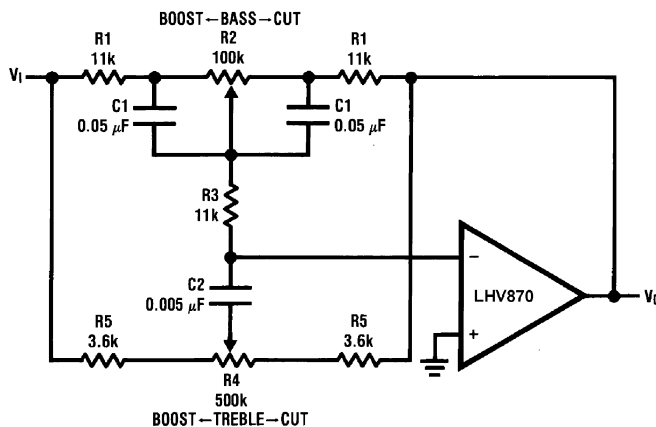 BOOST←BASS→CUT
R1
11k
R2
100k
R1
11k
VI
C1
0.05 µF
C1
0.05 µF
R3
11k
C2
0.005 µF
−
LHV870
+
R5
3.6k
R5
3.6k
R4
500k
BOOST←TREBLE→CUT